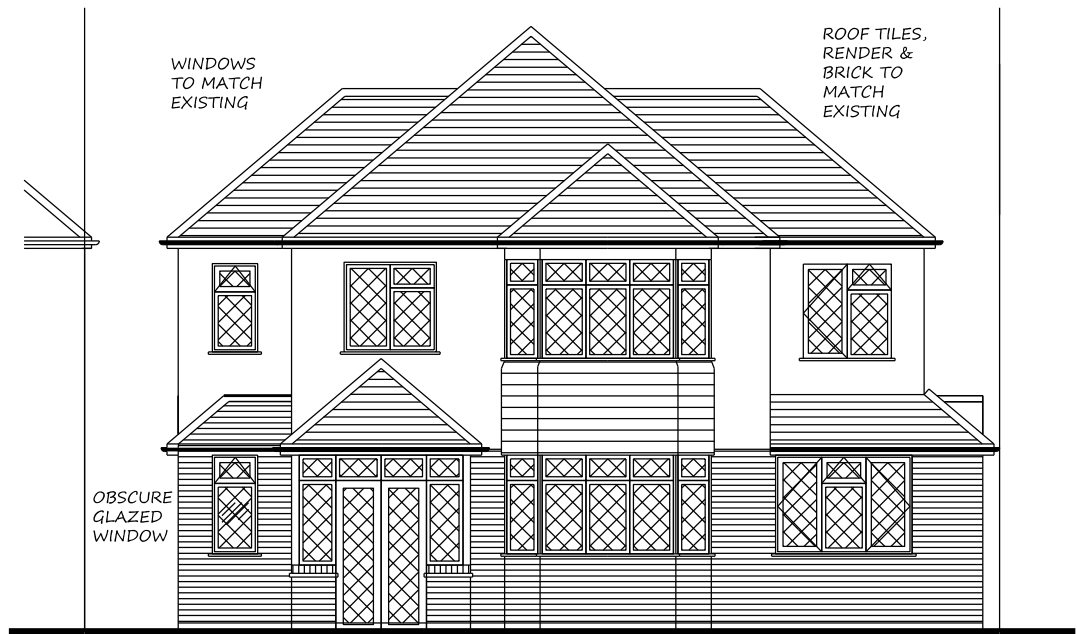 WINDOWS
TO MATCH
EXISTING
ROOF TILES,
RENDER &
BRICK TO
MATCH
EXISTING
OBSCURE
GLAZED
WINDOW